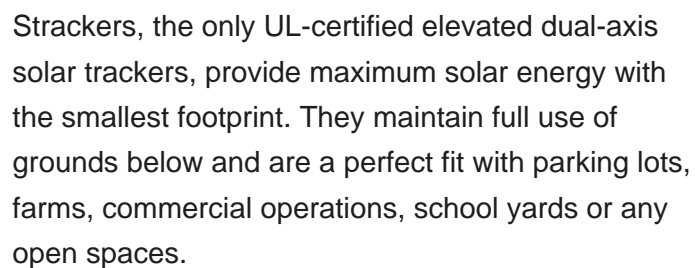 Strackers, the only UL-certified elevated dual-axis
solar trackers, provide maximum solar energy with
the smallest footprint. They maintain full use of
grounds below and are a perfect fit with parking lots,
farms, commercial operations, school yards or any
open spaces.